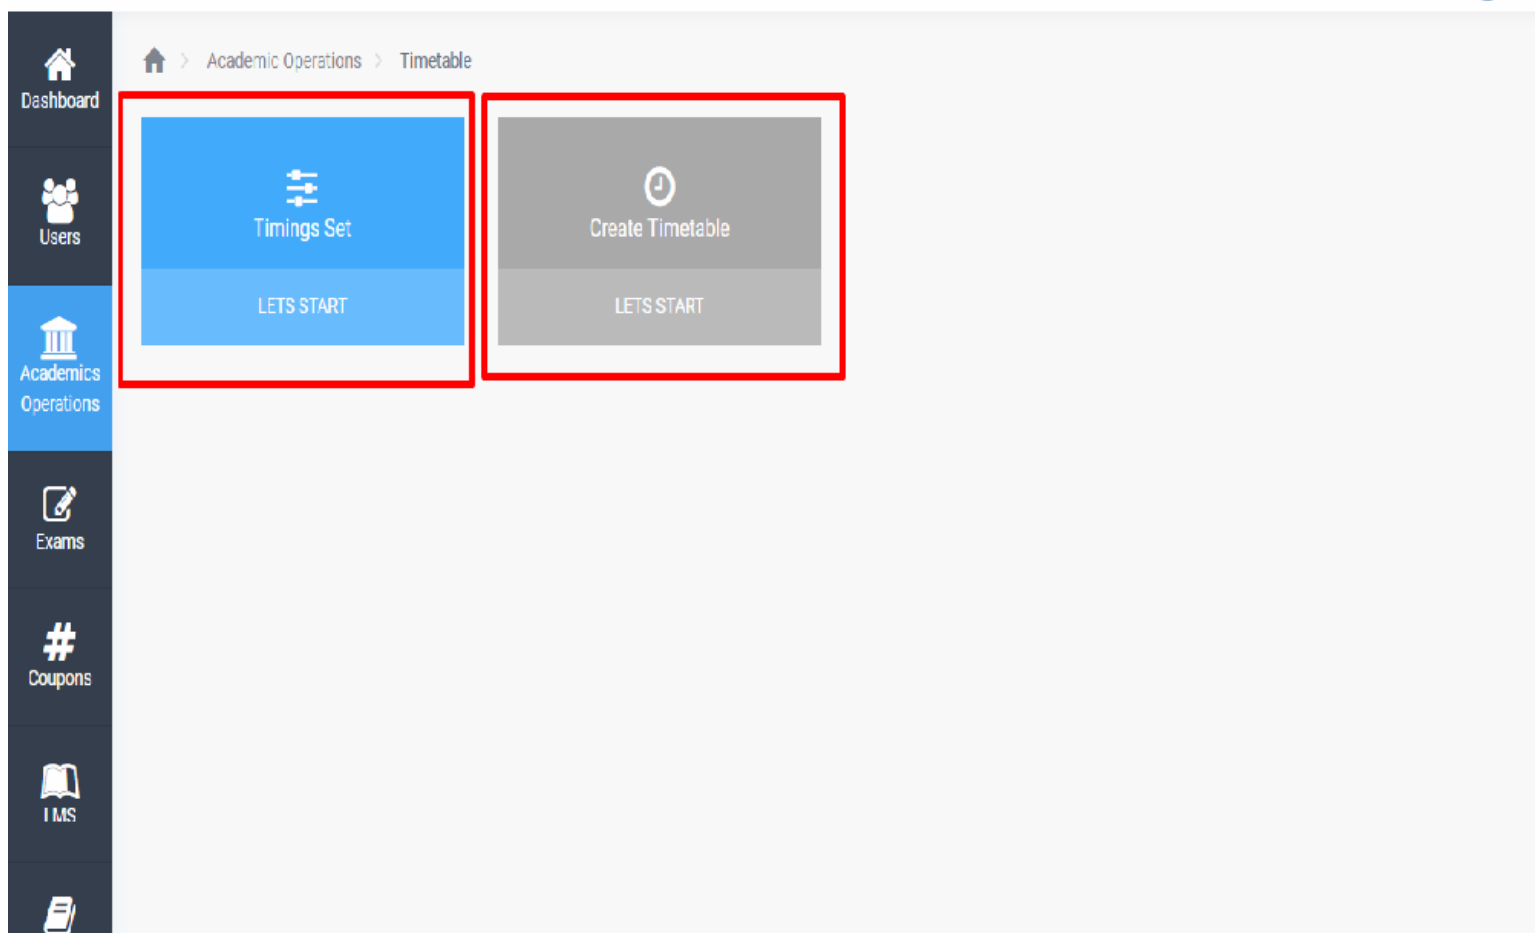 Academic Operations > Timetable
Dashboard
Users
Academics
Operations
Exams
Coupons
LMS
Timings Set
LETS START
Create Timetable
LETS START